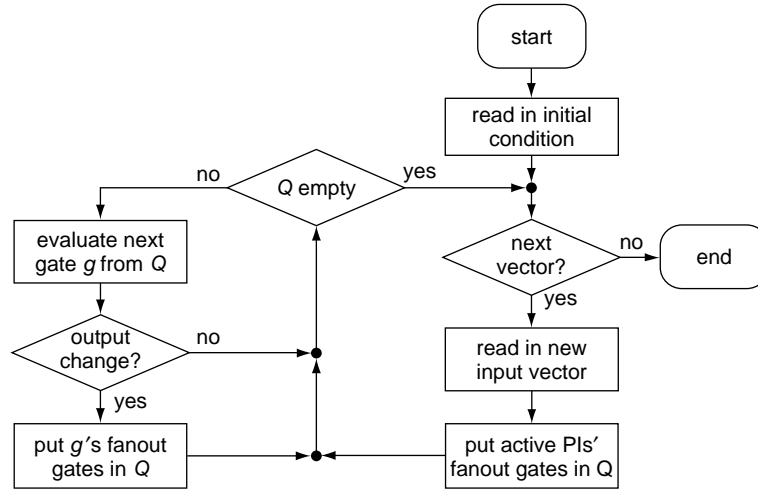 start
read in initial
condition
no
Q empty
yes
evaluate next
gate g from Q
next
vector?
no
end
yes
output
change?
no
read in new
input vector
yes
put g′s fanout
gates in Q
put active PIs′
fanout gates in Q